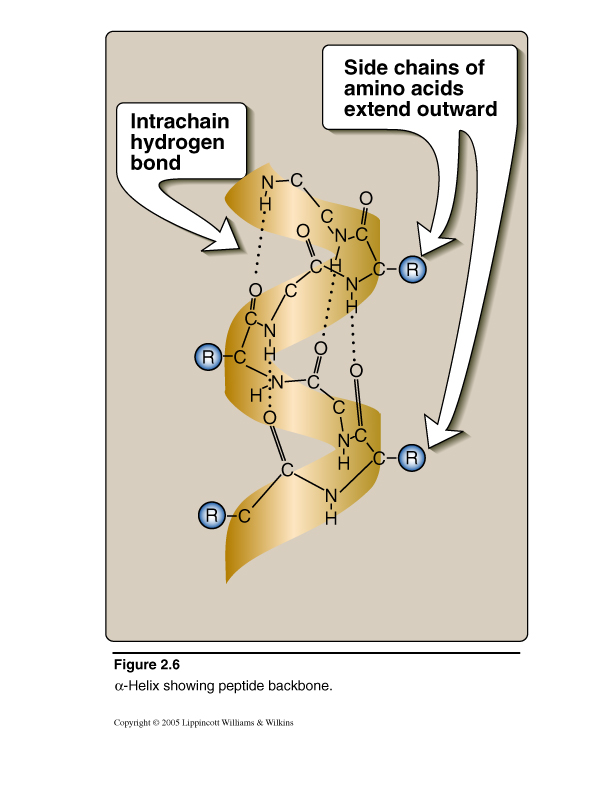 Side chains of
amino acids
extend outward
Intrachain
hydrogen
bond
N C
H
O
C
O
N C
H
C
C R
N
O
C
H
C
N
O
H
R C
O
N
C
H
C
O
N
C
H
C R
C
N
R C
H
Figure 2.6
α-Helix showing peptide backbone.
Copyright © 2005 Lippincott Williams & Wilkins